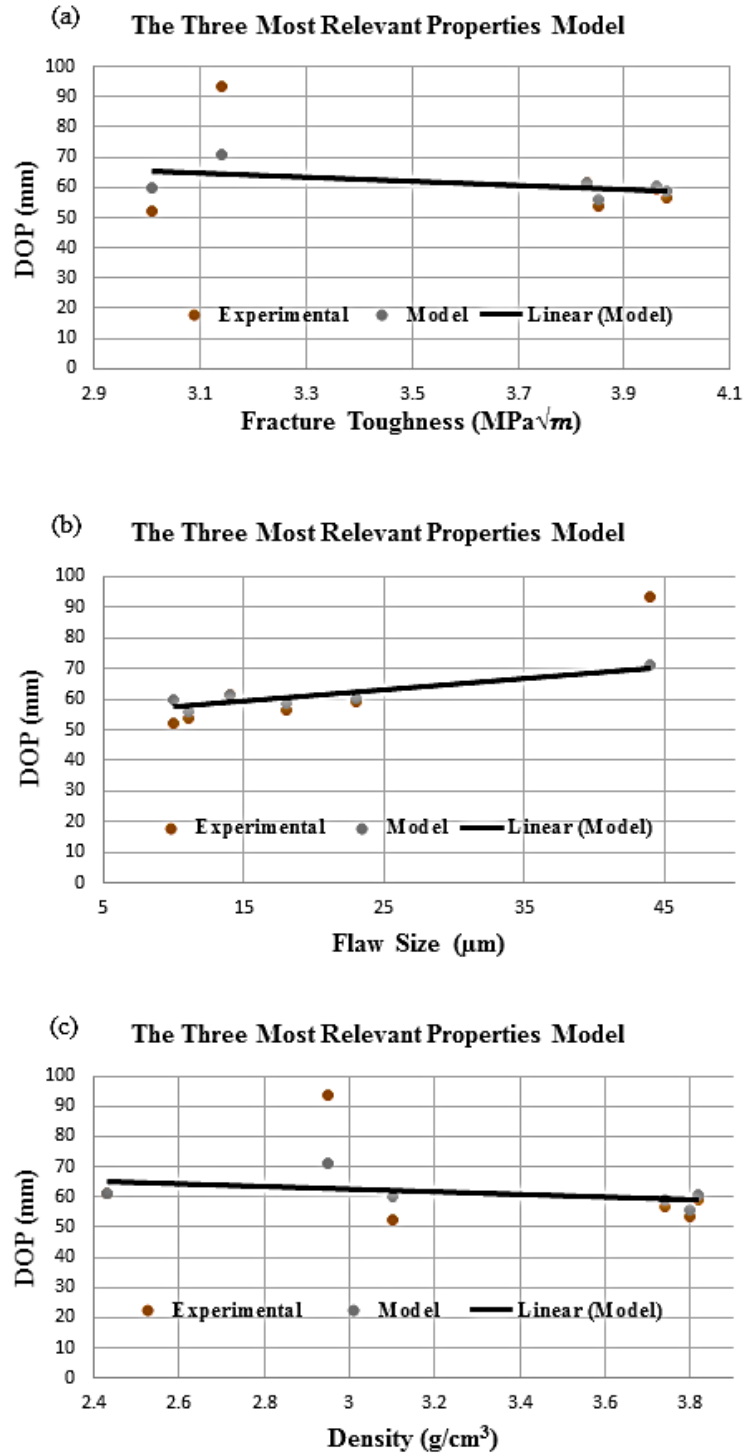 (a)
The Three Most Relevant Properties Model
100
90
80
70
60
50
40
30
20
10
0
DOP (mm)
Experimental Model Linear (Model)
2.9 3.1 3.3 3.5 3.7 3.9 4.1
Fracture Toughness (MPa√m)
(b)
The Three Most Relevant Properties Model
100
90
80
70
60
50
40
30
20
10
0
DOP (mm)
Experimental Model Linear (Model)
5 15 25 35 45
Flaw Size (µm)
(c)
The Three Most Relevant Properties Model
100
90
80
70
60
50
40
30
20
10
0
DOP (mm)
Experimental Model Linear (Model)
2.4 2.6 2.8 3 3.2 3.4 3.6 3.8
Density (g/cm³)